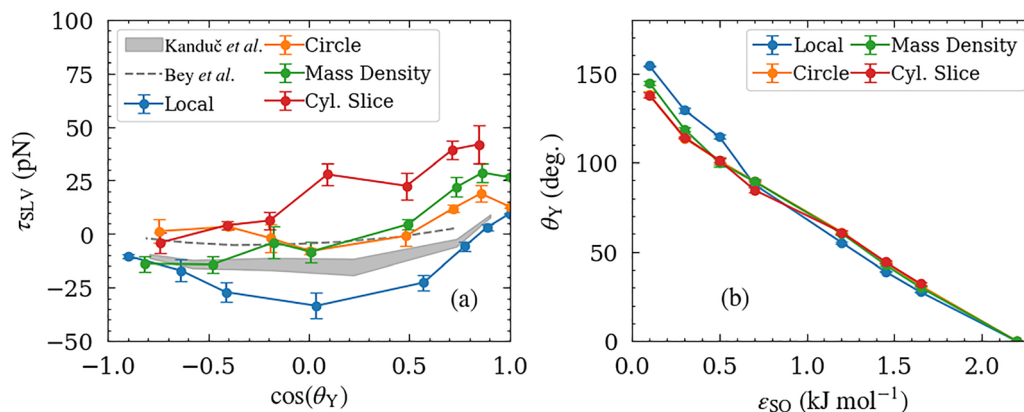 100
75
50
25
0
−25
−50
τSLV (pN)
Kanduč et al.
Bey et al.
Local
Circle
Mass Density
Cyl. Slice
(a)
−1.0 −0.5 0.0 0.5 1.0
cos(θY)
150
100
50
0
θY (deg.)
Local
Circle
Mass Density
Cyl. Slice
(b)
0.0 0.5 1.0 1.5 2.0
εSO (kJ mol−1)